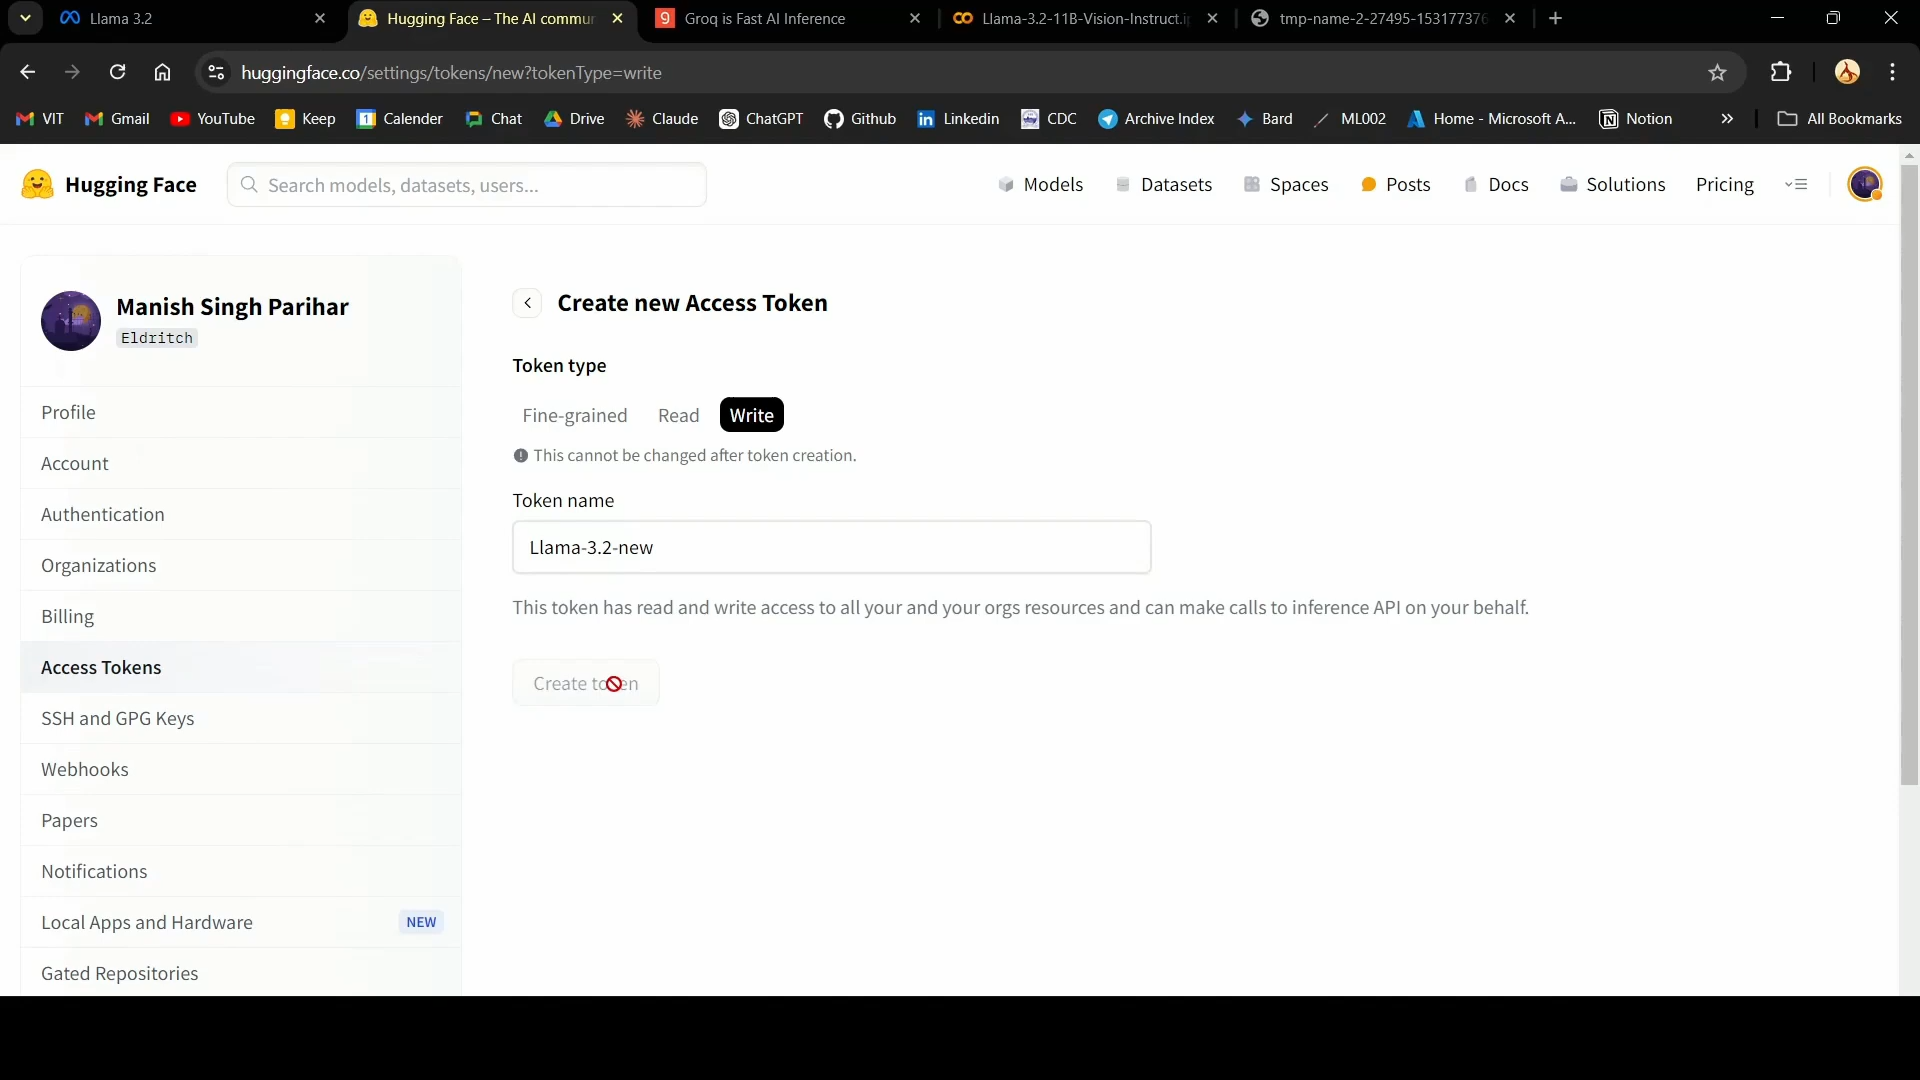 Llama 3.2
Hugging Face – The AI commun
Groq is Fast AI Inference
Llama-3.2-11B-Vision-Instruct.i
tmp-name-2-27495-153177376
huggingface.co/settings/tokens/new?tokenType=write
VIT
Gmail
YouTube
Keep
Calender
Chat
Drive
Claude
ChatGPT
Github
Linkedin
CDC
Archive Index
Bard
ML002
Home - Microsoft A...
Notion
All Bookmarks
Hugging Face
Search models, datasets, users...
Models
Datasets
Spaces
Posts
Docs
Solutions
Pricing
Manish Singh Parihar
Eldritch
Profile
Account
Authentication
Organizations
Billing
Access Tokens
SSH and GPG Keys
Webhooks
Papers
Notifications
Local Apps and Hardware NEW
Gated Repositories
Create new Access Token
Token type
Fine-grained Read Write
This cannot be changed after token creation.
Token name
Llama-3.2-new
This token has read and write access to all your and your orgs resources and can make calls to inference API on your behalf.
Create token